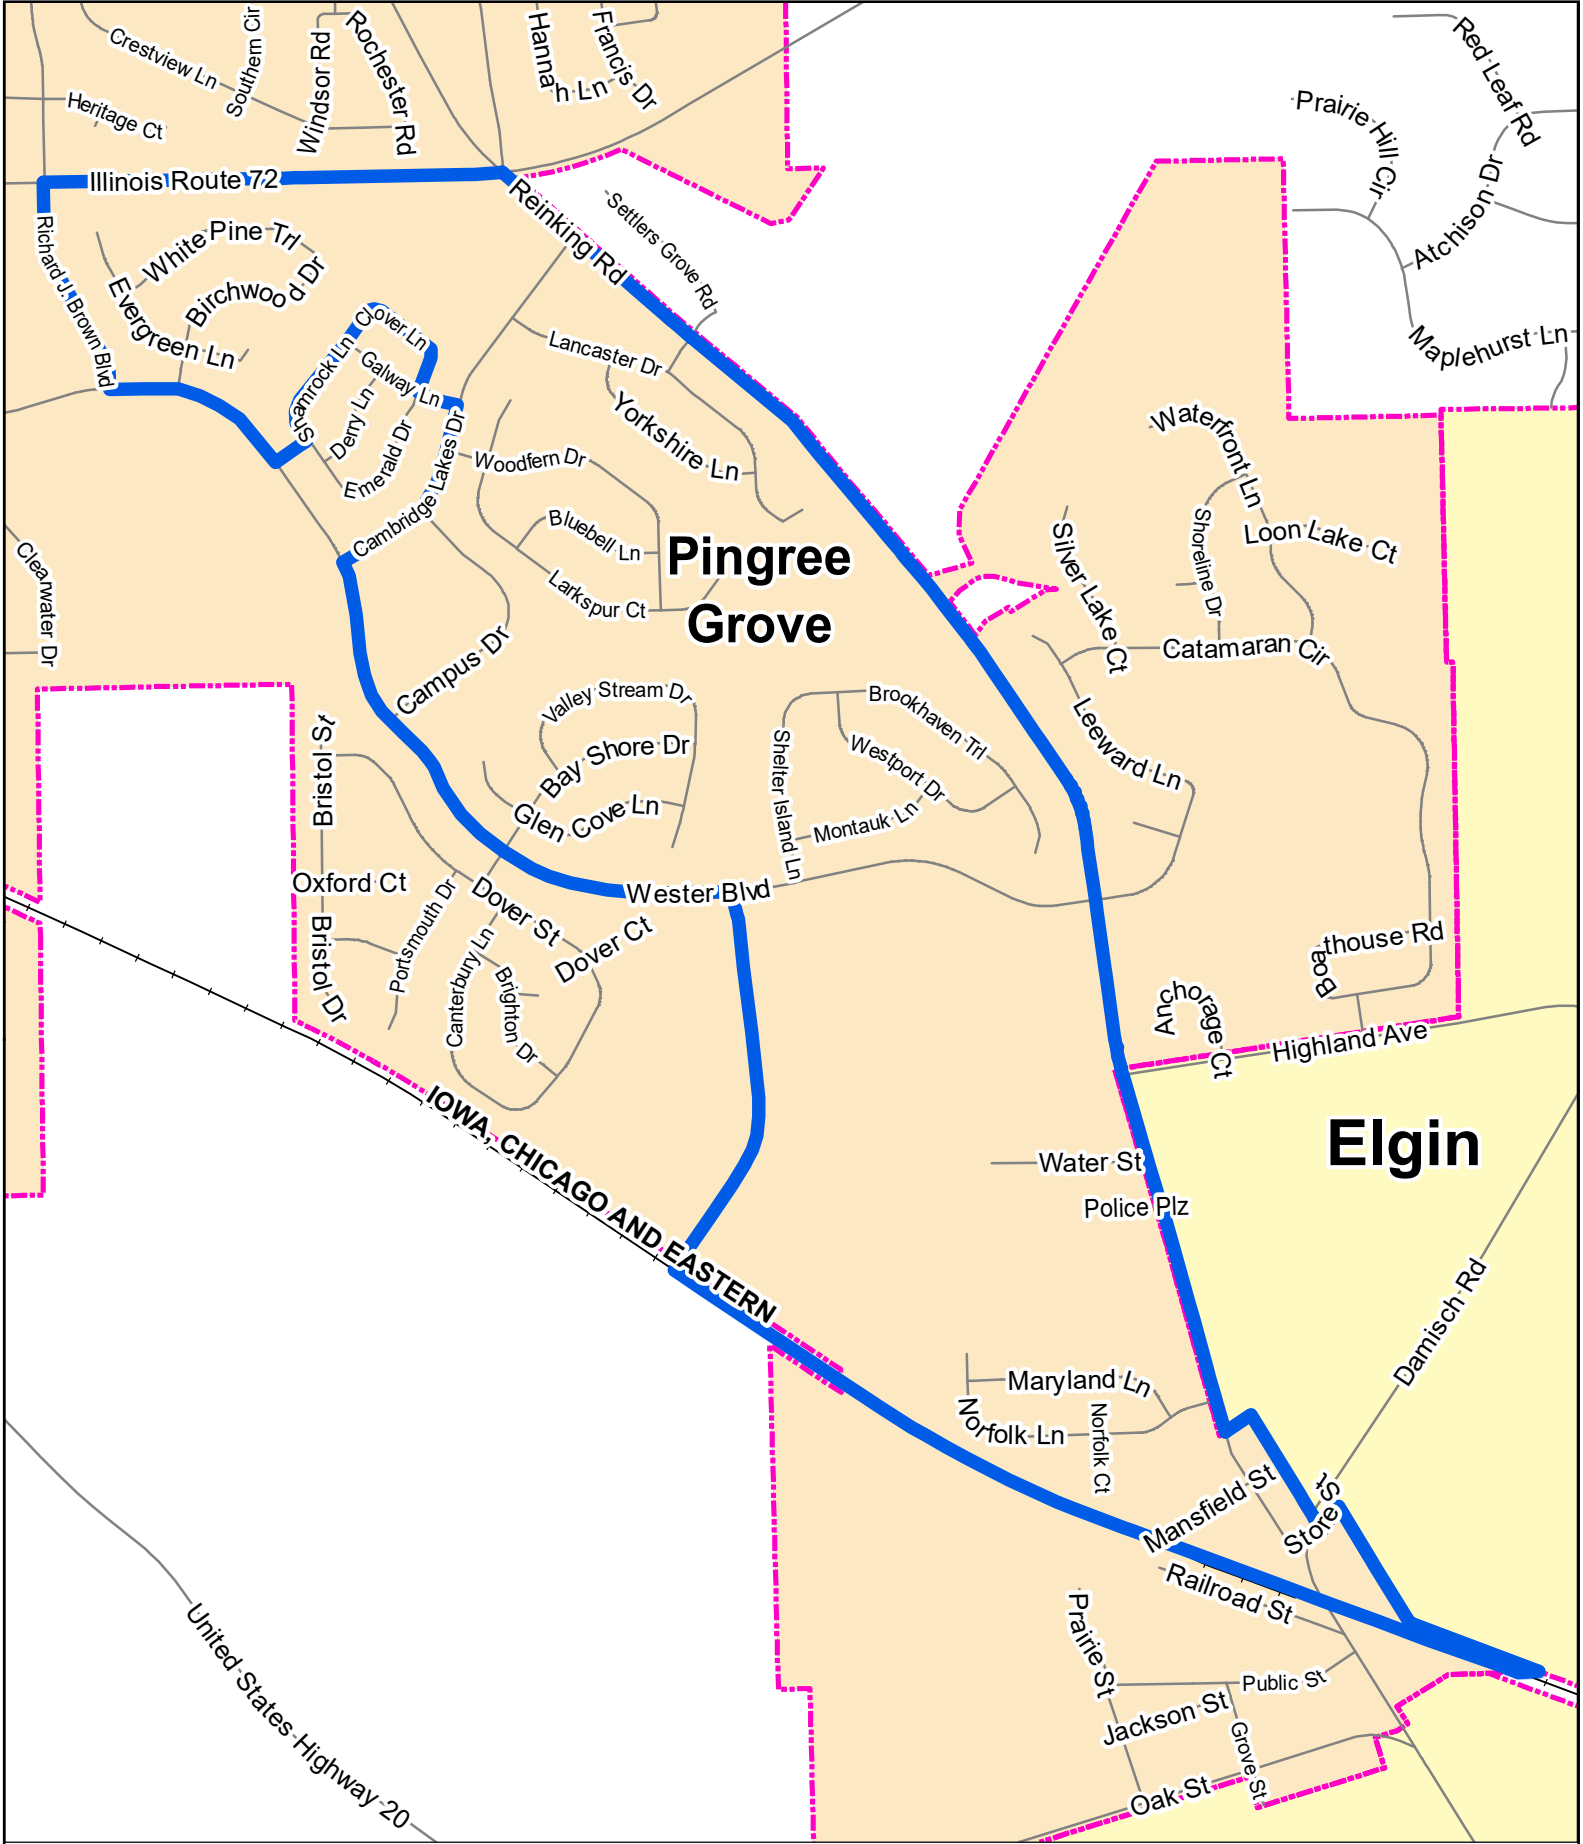 Crestview Ln
Southern Cir
Windsor Rd
Rochester Rd
Hannah Ln
Francis Dr
Red Leaf Rd
Heritage Ct
Prairie Hill Cir
Atchison Dr
Maplehurst Ln
Illinois Route 72
Reinking Rd
Settlers Grove Rd
Richard J. Brown Blvd
White Pine Trl
Birchwood Dr
Evergreen Ln
Clover Ln
Shamrock Ln
Galway Ln
Derry Ln
Emerald Dr
Cambridge Lakes Dr
Lancaster Dr
Yorkshire Ln
Woodfern Dr
Bluebell Ln
Larkspur Ct
Pingree
Grove
Waterfront Ln
Loon Lake Ct
Shoreline Dr
Silver Lake Ct
Catamaran Cir
Leeward Ln
Clearwater Dr
Campus Dr
Valley Stream Dr
Bay Shore Dr
Glen Cove Ln
Brookhaven Trl
Westport Dr
Shelter Island Ln
Montauk Ln
Bristol St
Oxford Ct
Bristol Dr
Portsmouth Dr
Dover St
Dover Ct
Canterbury Ln
Brighton Dr
Wester Blvd
Boathouse Rd
Anchorage Ct
Highland Ave
Elgin
IOWA, CHICAGO AND EASTERN
Water St
Police Plz
Damisch Rd
Maryland Ln
Norfolk Ln
Norfolk Ct
Mansfield St
Store St
Railroad St
Prairie St
Public St
Jackson St
Grove St
Oak St
United States Highway 20